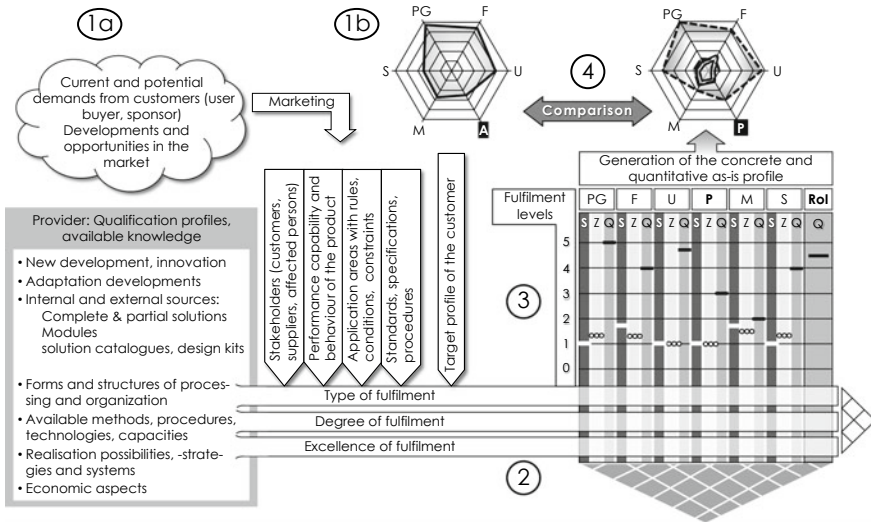 1a
Current and potential
demands from customers (user
buyer, sponsor)
Developments and
opportunities in the
market
Marketing
1b
PG
F
S
U
M
A
4
Comparison
PG
F
S
U
M
P
Generation of the concrete and
quantitative as-is profile
Provider: Qualification profiles,
available knowledge
• New development, innovation
• Adaptation developments
• Internal and external sources:
Complete & partial solutions
Modules
solution catalogues, design kits
• Forms and structures of proces-
sing and organization
• Available methods, procedures,
technologies, capacities
• Realisation possibilities, -strate-
gies and systems
• Economic aspects
Stakeholders (customers,
suppliers, affected persons)
Performance capability and
behaviour of the product
Application areas with rules,
conditions, constraints
Standards, specifications,
procedures
Target profile of the customer
Type of fulfilment
Degree of fulfilment
Excellence of fulfilment
2
3
Fulfilment
levels
PG F U P M S RoI
S Z Q S Z Q S Z Q S Z Q S Z Q S Z Q Q
5
4
3
2
1
0